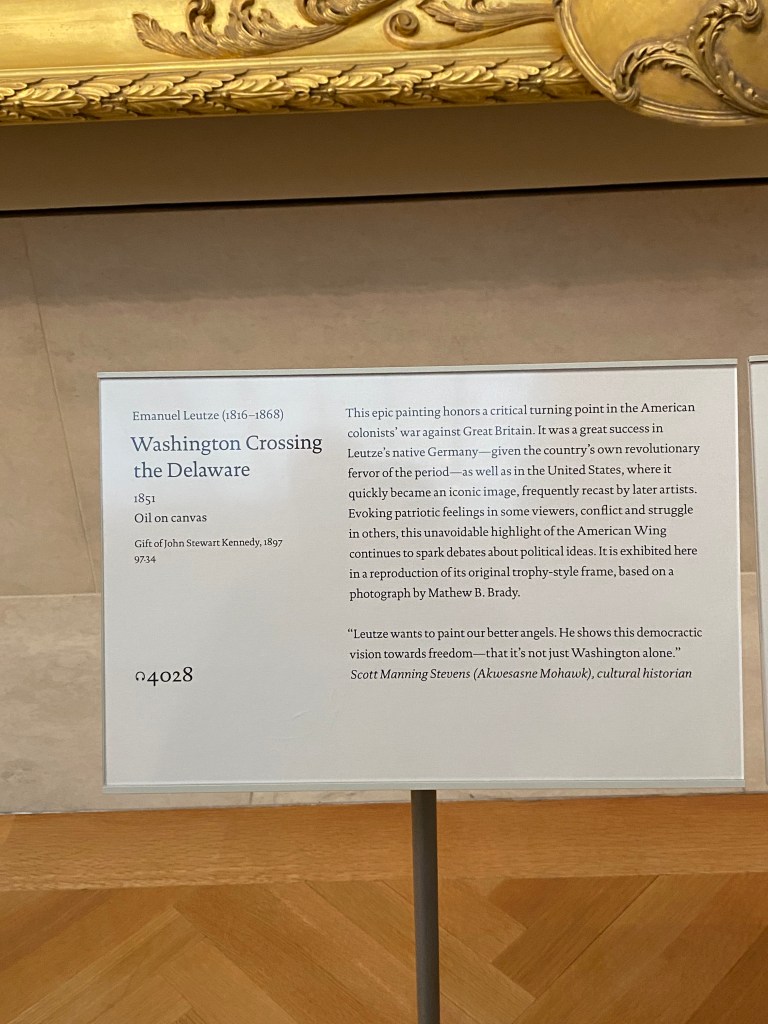 Emanuel Leutze (1816–1868)
Washington Crossing
the Delaware
1851
Oil on canvas
Gift of John Stewart Kennedy, 1897
97.34
4028
This epic painting honors a critical turning point in the American
colonists' war against Great Britain. It was a great success in
Leutze's native Germany—given the country's own revolutionary
fervor of the period—as well as in the United States, where it
quickly became an iconic image, frequently recast by later artists.
Evoking patriotic feelings in some viewers, conflict and struggle
in others, this unavoidable highlight of the American Wing
continues to spark debates about political ideas. It is exhibited here
in a reproduction of its original trophy-style frame, based on a
photograph by Mathew B. Brady.
“Leutze wants to paint our better angels. He shows this democractic
vision towards freedom—that it's not just Washington alone.”
Scott Manning Stevens (Akwesasne Mohawk), cultural historian